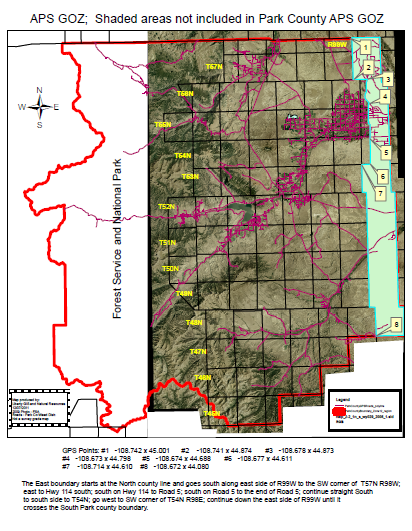 APS GOZ;  Shaded areas not included in Park County APS GOZ
R99W
1
2
3
4
5
6
7
8
N
W E
S
T57N
T56N
T55N
T54N
T53N
T52N
T51N
T50N
T49N
T48N
T47N
T46N
T45N
Forest Service and National Park
Legend
GPS Points: #1 -108.742 x 45.001 #2 -108.741 x 44.874 #3 -108.678 x 44.873
#4 -108.673 x 44.798 #5 -108.674 x 44.688 #6 -108.677 x 44.611
#7 -108.714 x 44.610 #8 -108.672 x 44.080
The East boundary starts at the North county line and goes south along east side of R99W to the SW corner of T57N R98W;
east to Hwy 114 south; south on Hwy 114 to Road 5; south on Road 5 to the end of Road 5; continue straight South
to south side to T54N; go west to SW corner of T54N R98E; continue down the east side of R99W until it
crosses the South Park county boundary.